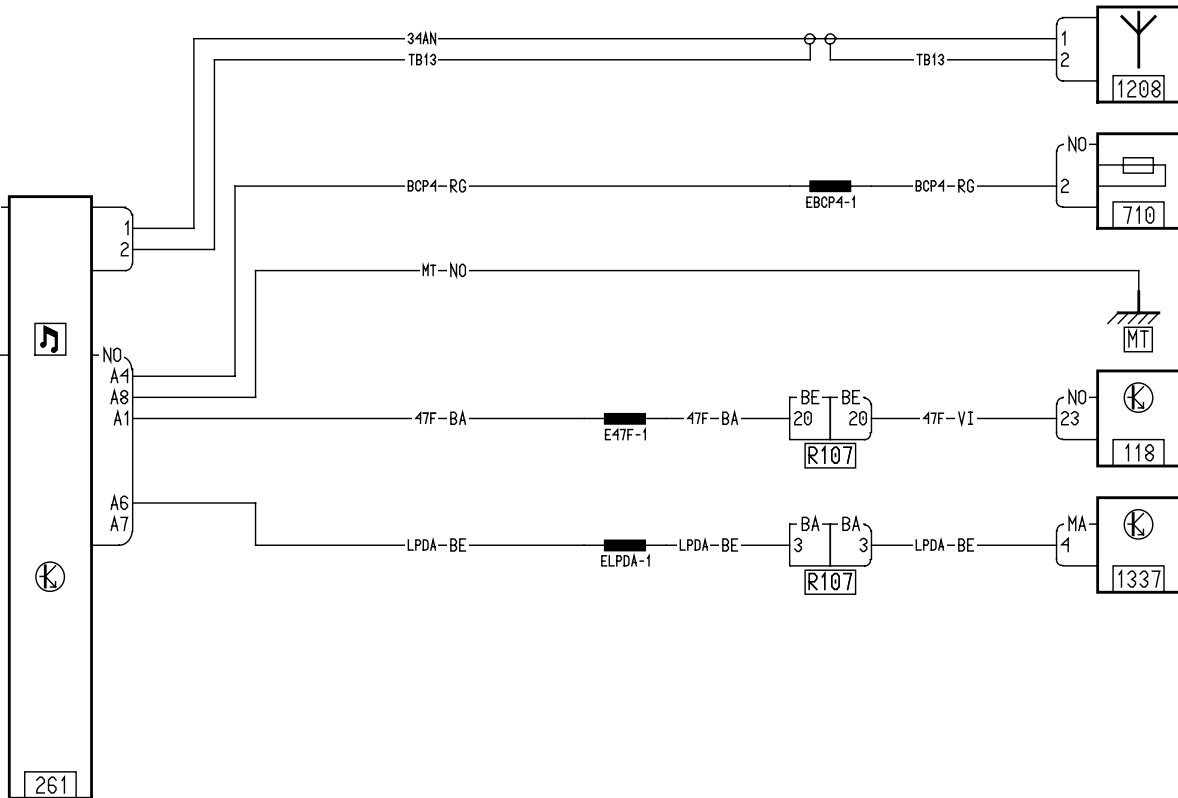 34AN
1
TB13
TB13
2
1208
NO
BCP4-RG
BCP4-RG
2
EBCP4-1
710
1
2
MT-NO
MT
NO
A4
A8
A1
47F-BA
E47F-1
47F-BA
BE
BE
20
20
R107
47F-VI
NO
23
118
A6
A7
LPDA-BE
ELPDA-1
LPDA-BE
BA
BA
3
3
R107
LPDA-BE
MA
4
1337
261